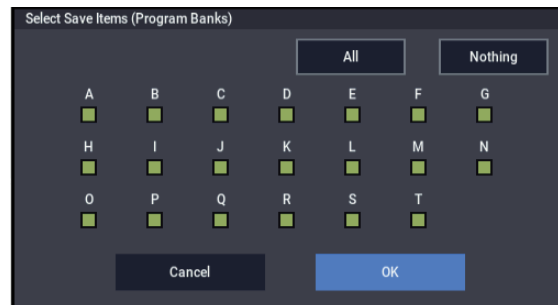 Select Save Items (Program Banks)
All Nothing
A B C D E F G
H I J K L M N
O P Q R S T
Cancel OK